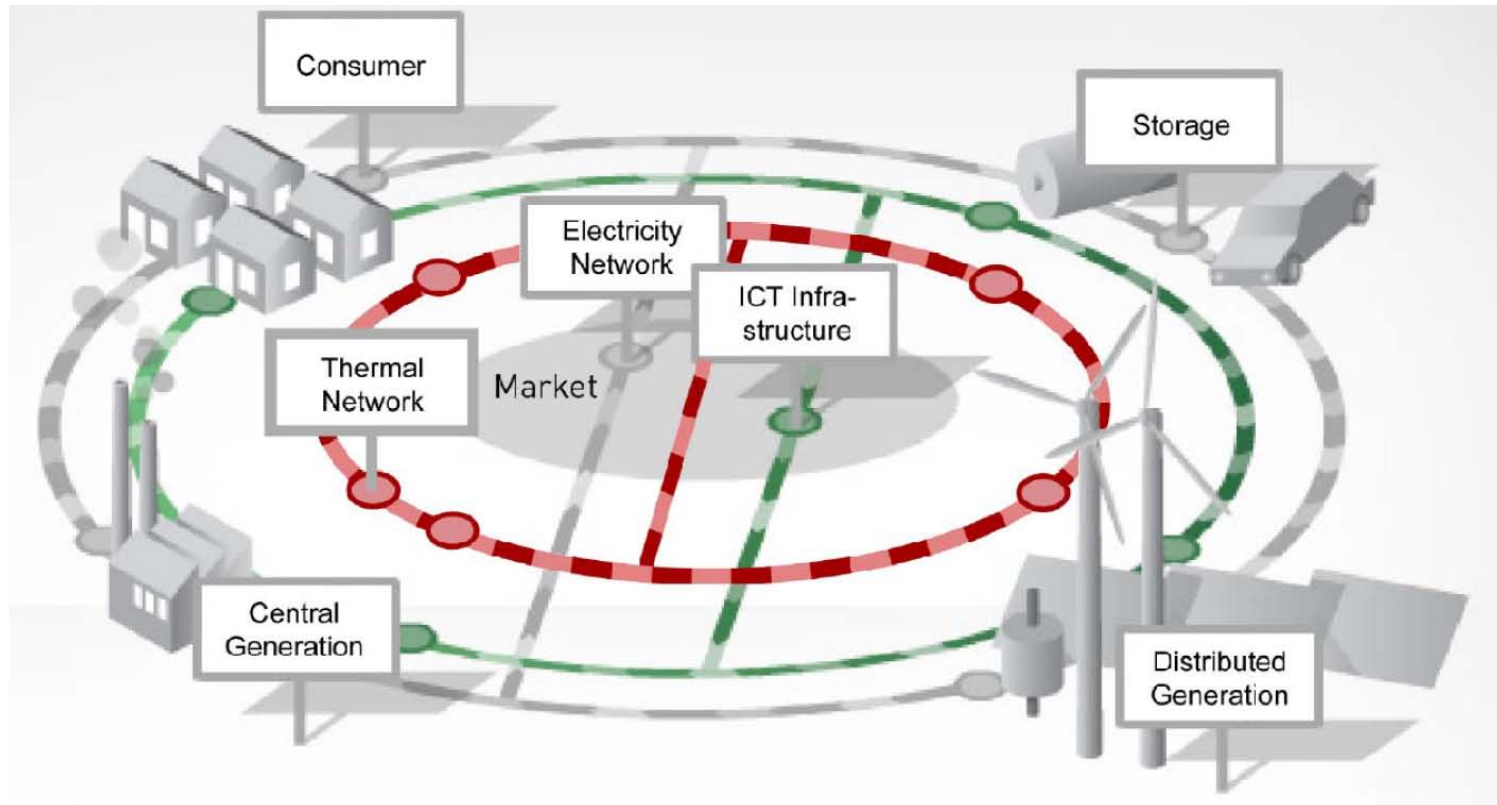 Consumer
Storage
Electricity
Network
ICT Infra-
structure
Thermal
Network
Market
Central
Generation
Distributed
Generation